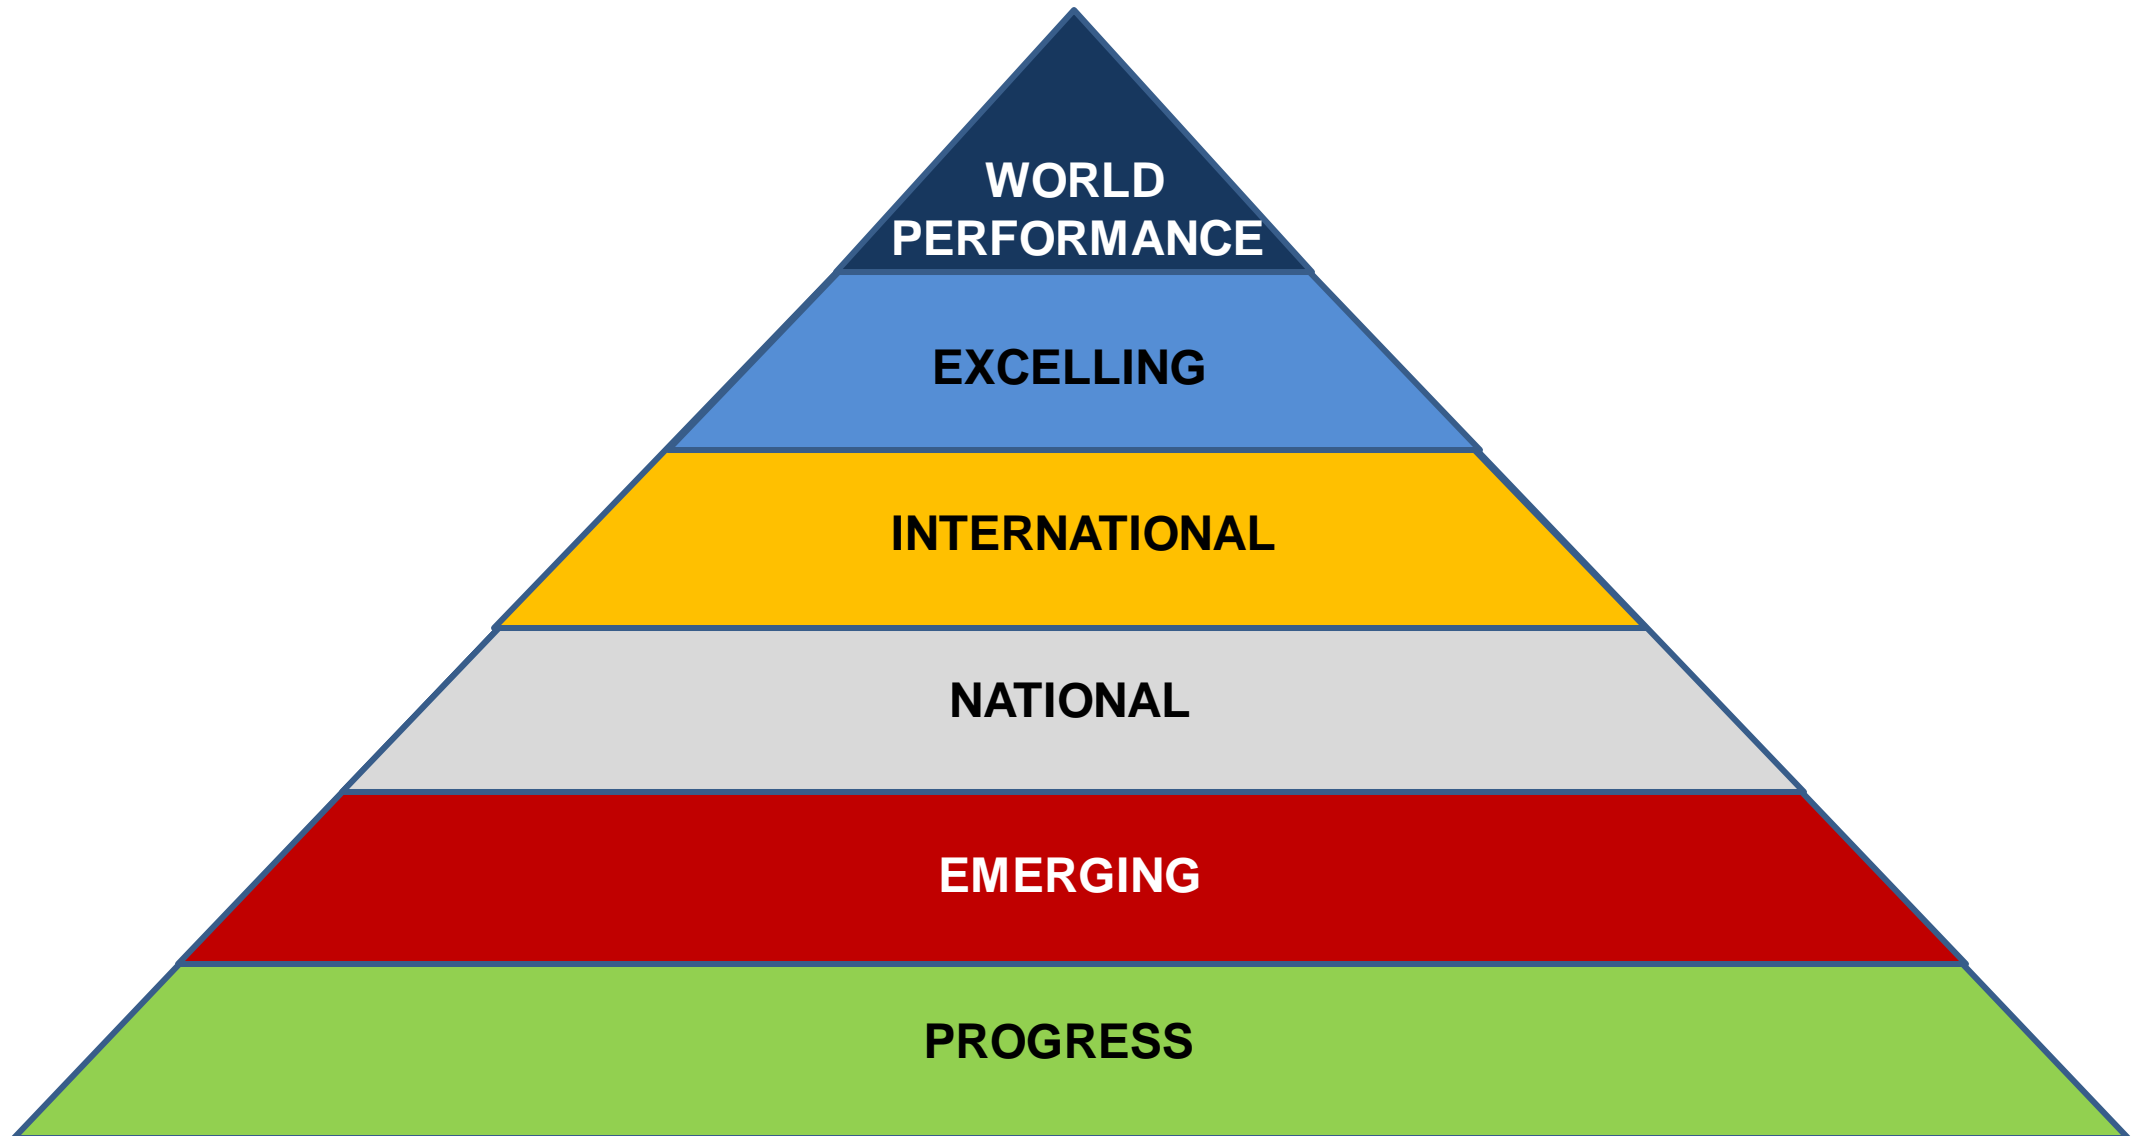 WORLD
PERFORMANCE
EXCELLING
INTERNATIONAL
NATIONAL
EMERGING
PROGRESS